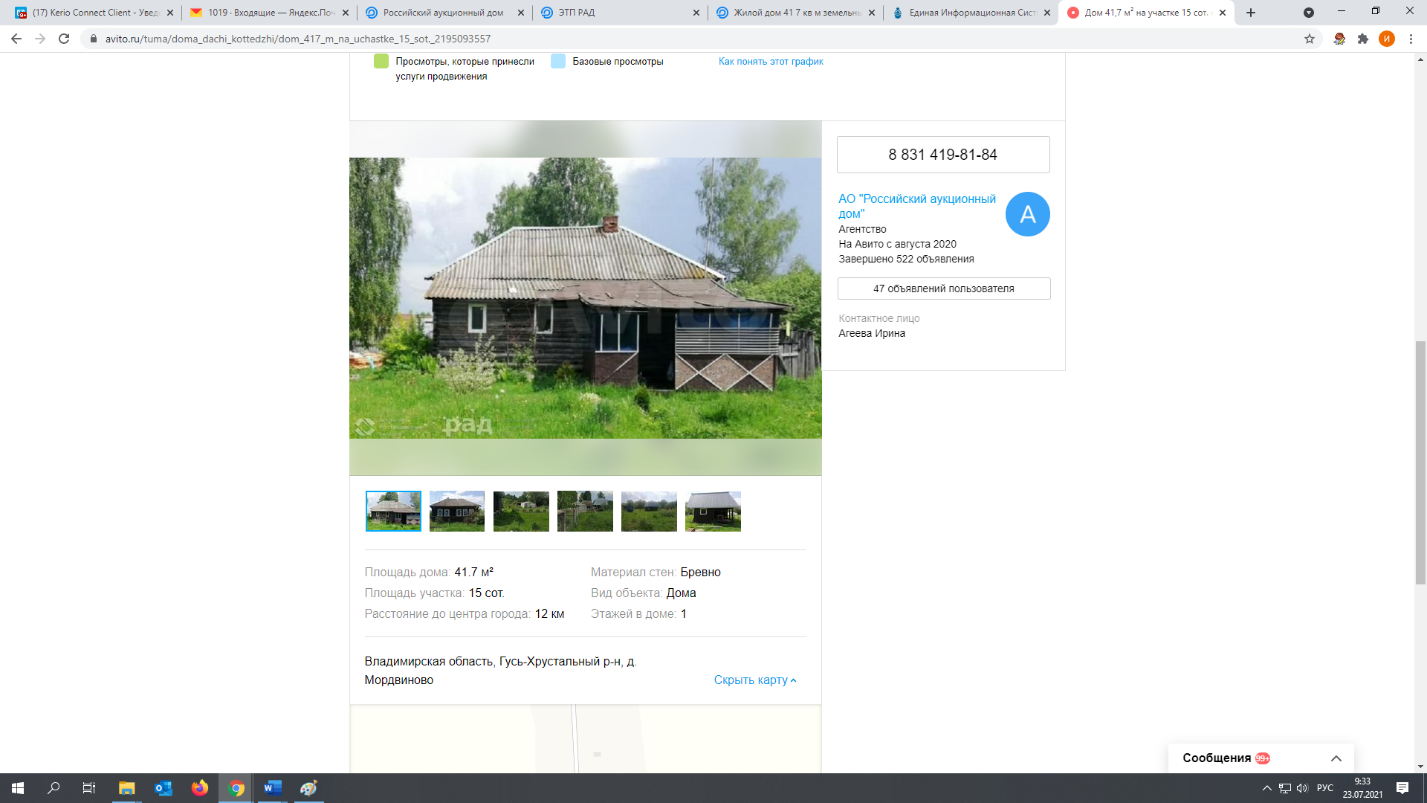 (17) Kerio Connect Client - Увед
1019 - Входящие — Яндекс.Поч
Российский аукционный дом
ЭТП РАД
Жилой дом 41 7 кв м земельны
Единая Информационная Сист
Дом 41,7 м² на участке 15 сот.
avito.ru/tuma/doma_dachi_kottedzhi/dom_417_m_na_uchastke_15_sot._2195093557
И
Просмотры, которые принесли
услуги продвижения
Базовые просмотры
Как понять этот график
8 831 419-81-84
АО "Российский аукционный
дом"
А
Агентство
На Авито с августа 2020
Завершено 522 объявления
47 объявлений пользователя
Контактное лицо
Агеева Ирина
рад
Площадь дома: 41.7 м²
Материал стен: Бревно
Площадь участка: 15 сот.
Вид объекта: Дома
Расстояние до центра города: 12 км
Этажей в доме: 1
Владимирская область, Гусь-Хрустальный р-н, д.
Мордвиново
Скрыть карту
Сообщения 99+
РУС
9:33
23.07.2021